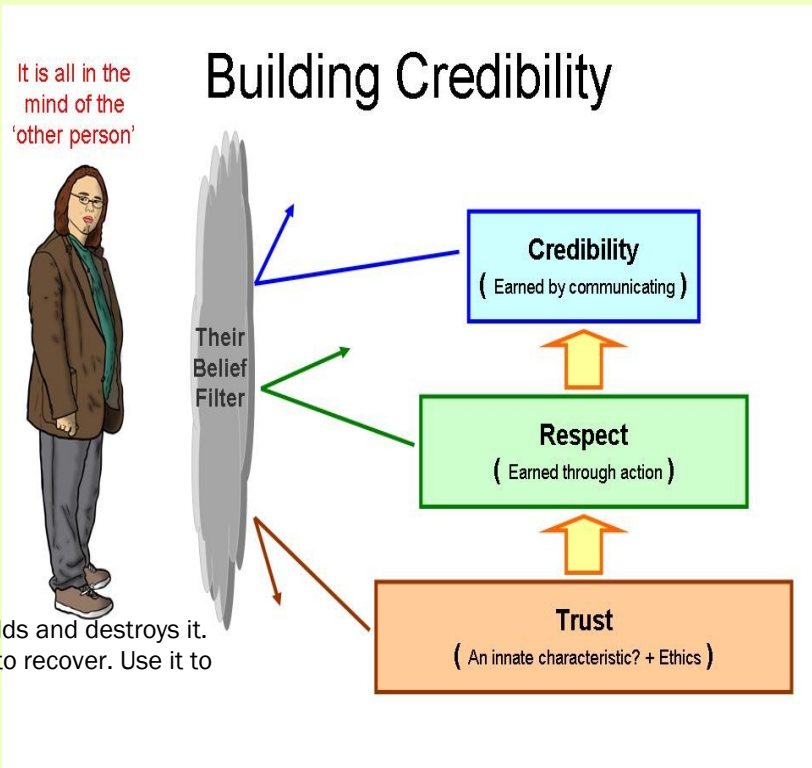 It is all in the
mind of the
'other person'
Building Credibility
Their
Belief
Filter
Credibility
( Earned by communicating )
Respect
( Earned through action )
Trust
( An innate characteristic? + Ethics )
and destroys it.
to recover. Use it to